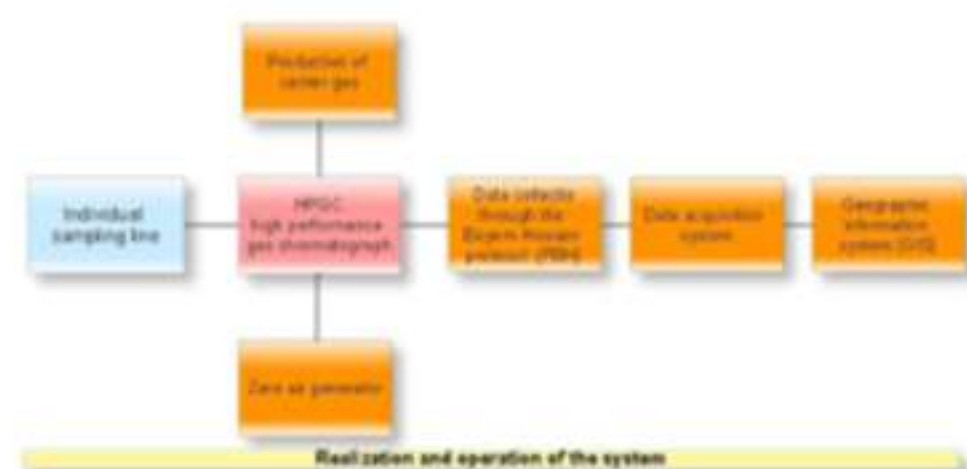 Production of
carrier gas
Individual
sampling line
HPGC
high performance
gas chromatograph
Data collects
through the
protocol
Data acquisition
system
Geographic
information
system (GIS)
Zero air generator
Realization and operation of the system